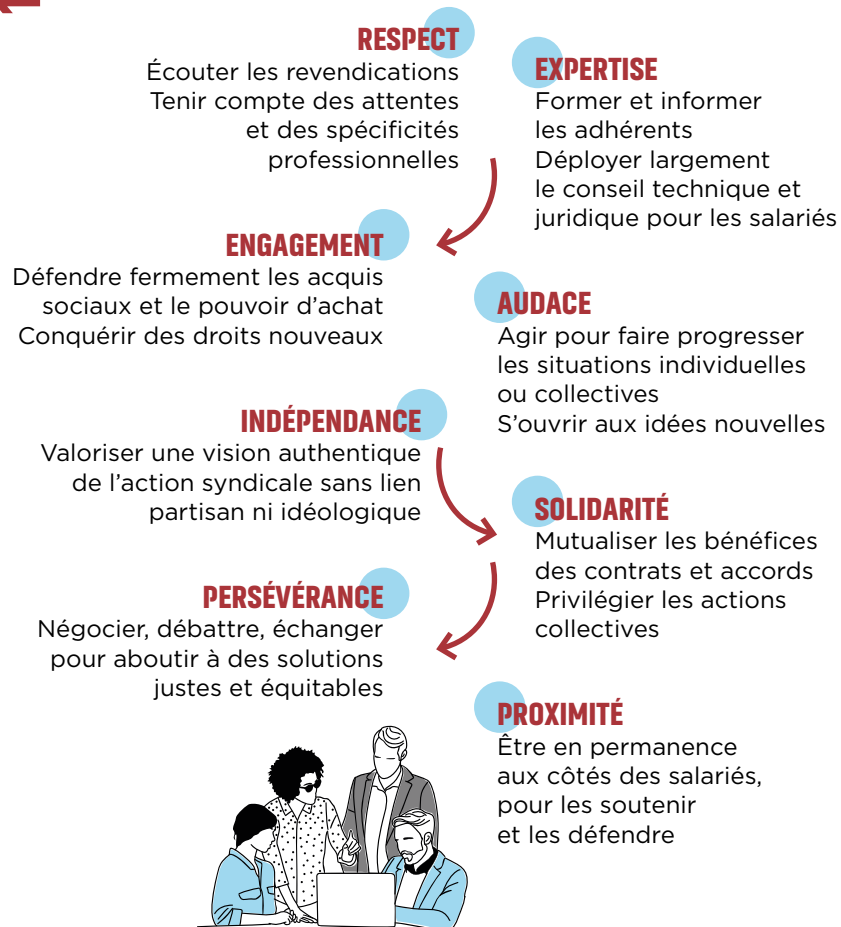 RESPECT
Écouter les revendications
Tenir compte des attentes
et des spécificités
professionnelles
EXPERTISE
Former et informer
les adhérents
Déployer largement
le conseil technique et
juridique pour les salariés
ENGAGEMENT
Défendre fermement les acquis
sociaux et le pouvoir d’achat
Conquérir des droits nouveaux
AUDACE
Agir pour faire progresser
les situations individuelles
ou collectives
S’ouvrir aux idées nouvelles
INDÉPENDANCE
Valoriser une vision authentique
de l’action syndicale sans lien
partisan ni idéologique
SOLIDARITÉ
Mutualiser les bénéfices
des contrats et accords
Privilégier les actions
collectives
PERSÉVÉRANCE
Négocier, débattre, échanger
pour aboutir à des solutions
justes et équitables
PROXIMITÉ
Être en permanence
aux côtés des salariés,
pour les soutenir
et les défendre